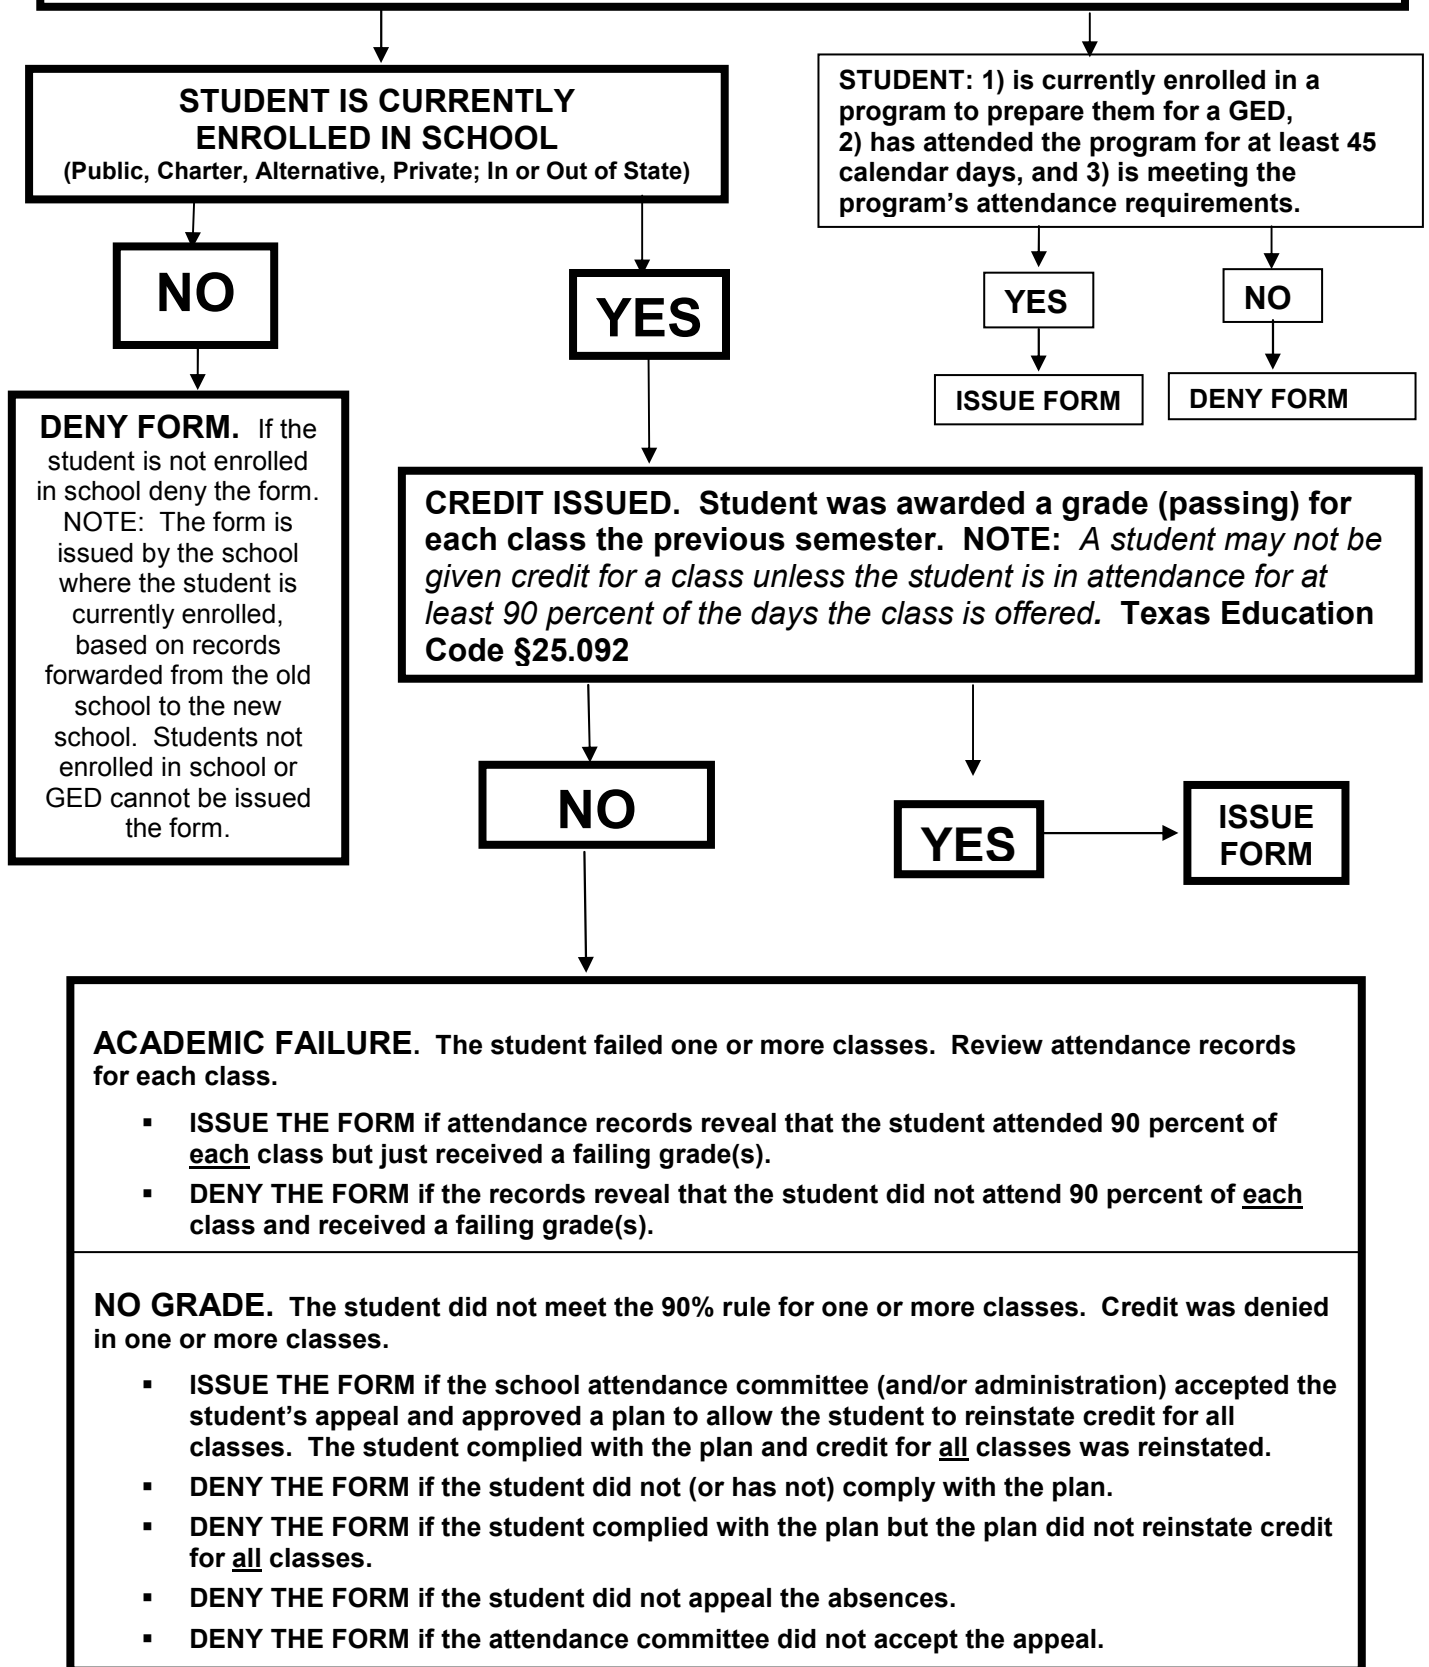 STUDENT IS CURRENTLY
ENROLLED IN SCHOOL
(Public, Charter, Alternative, Private; In or Out of State)
STUDENT: 1) is currently enrolled in a
program to prepare them for a GED,
2) has attended the program for at least 45
calendar days, and 3) is meeting the
program’s attendance requirements.
NO
YES
YES
NO
ISSUE FORM
DENY FORM
DENY FORM. If the
student is not enrolled
in school deny the form.
NOTE: The form is
issued by the school
where the student is
currently enrolled,
based on records
forwarded from the old
school to the new
school. Students not
enrolled in school or
GED cannot be issued
the form.
CREDIT ISSUED. Student was awarded a grade (passing) for
each class the previous semester. NOTE: A student may not be
given credit for a class unless the student is in attendance for at
least 90 percent of the days the class is offered. Texas Education
Code §25.092
NO
YES
ISSUE
FORM
ACADEMIC FAILURE. The student failed one or more classes. Review attendance records
for each class.
▪ ISSUE THE FORM if attendance records reveal that the student attended 90 percent of
each class but just received a failing grade(s).
▪ DENY THE FORM if the records reveal that the student did not attend 90 percent of each
class and received a failing grade(s).
NO GRADE. The student did not meet the 90% rule for one or more classes. Credit was denied
in one or more classes.
▪ ISSUE THE FORM if the school attendance committee (and/or administration) accepted the
student’s appeal and approved a plan to allow the student to reinstate credit for all
classes. The student complied with the plan and credit for all classes was reinstated.
▪ DENY THE FORM if the student did not (or has not) comply with the plan.
▪ DENY THE FORM if the student complied with the plan but the plan did not reinstate credit
for all classes.
▪ DENY THE FORM if the student did not appeal the absences.
▪ DENY THE FORM if the attendance committee did not accept the appeal.